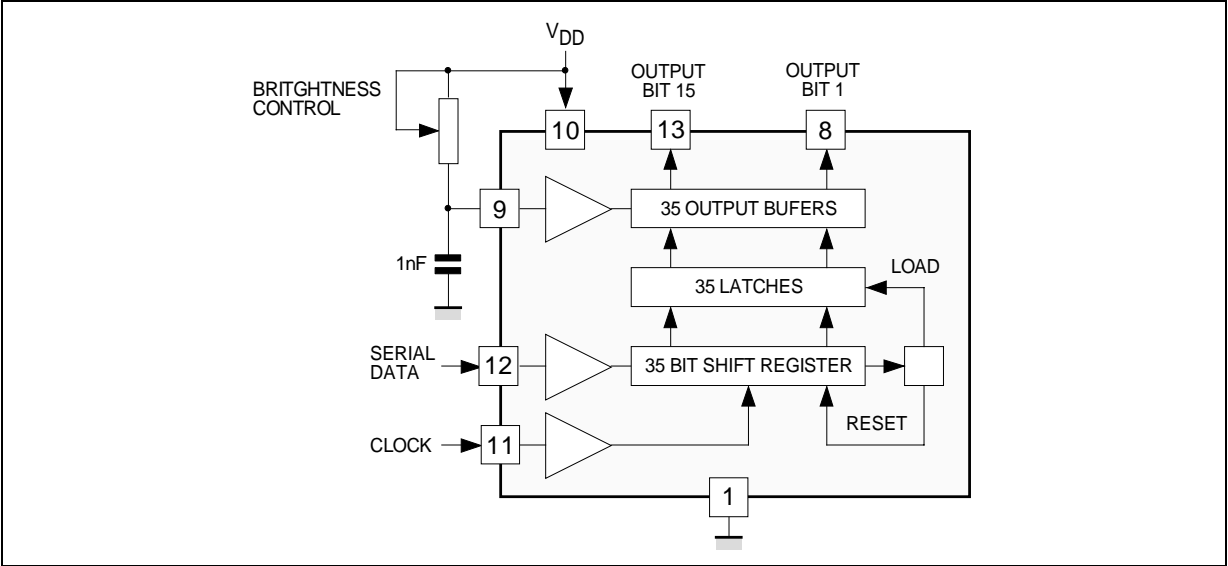 VDD
OUTPUT
BIT 15
OUTPUT
BIT 1
BRITGHTNESS
CONTROL
10
13
8
9
35 OUTPUT BUFERS
1nF
LOAD
35 LATCHES
SERIAL
DATA
12
35 BIT SHIFT REGISTER
RESET
CLOCK
11
1